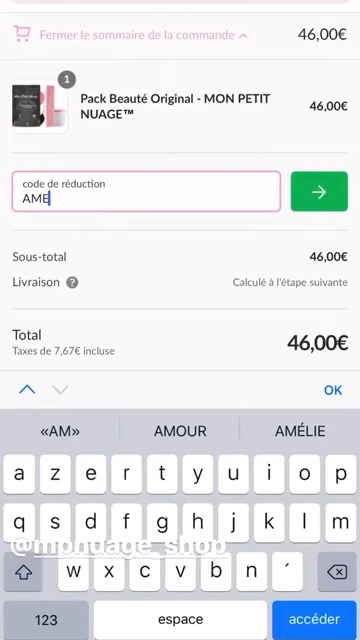 Fermer le sommaire de la commande
46,00€
1
Pack Beauté Original - MON PETIT
NUAGE™
46,00€
code de réduction
AME
Sous-total
46,00€
Livraison ?
Calculé à l'étape suivante
Total
46,00€
Taxes de 7,67€ incluse
OK
«AM» AMOUR AMÉLIE
a z e r t y u i o p
q s d f g h j k l m
@mpnuage_shop
w x c v b n ´
123 espace accéder